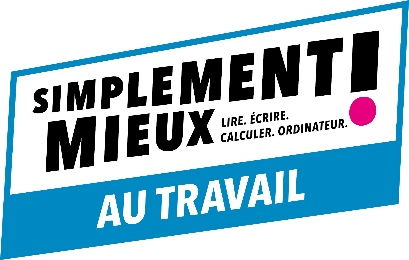 SIMPLEMENT
MIEUX !
LIRE. ÉCRIRE.
CALCULER. ORDINATEUR.
AU TRAVAIL